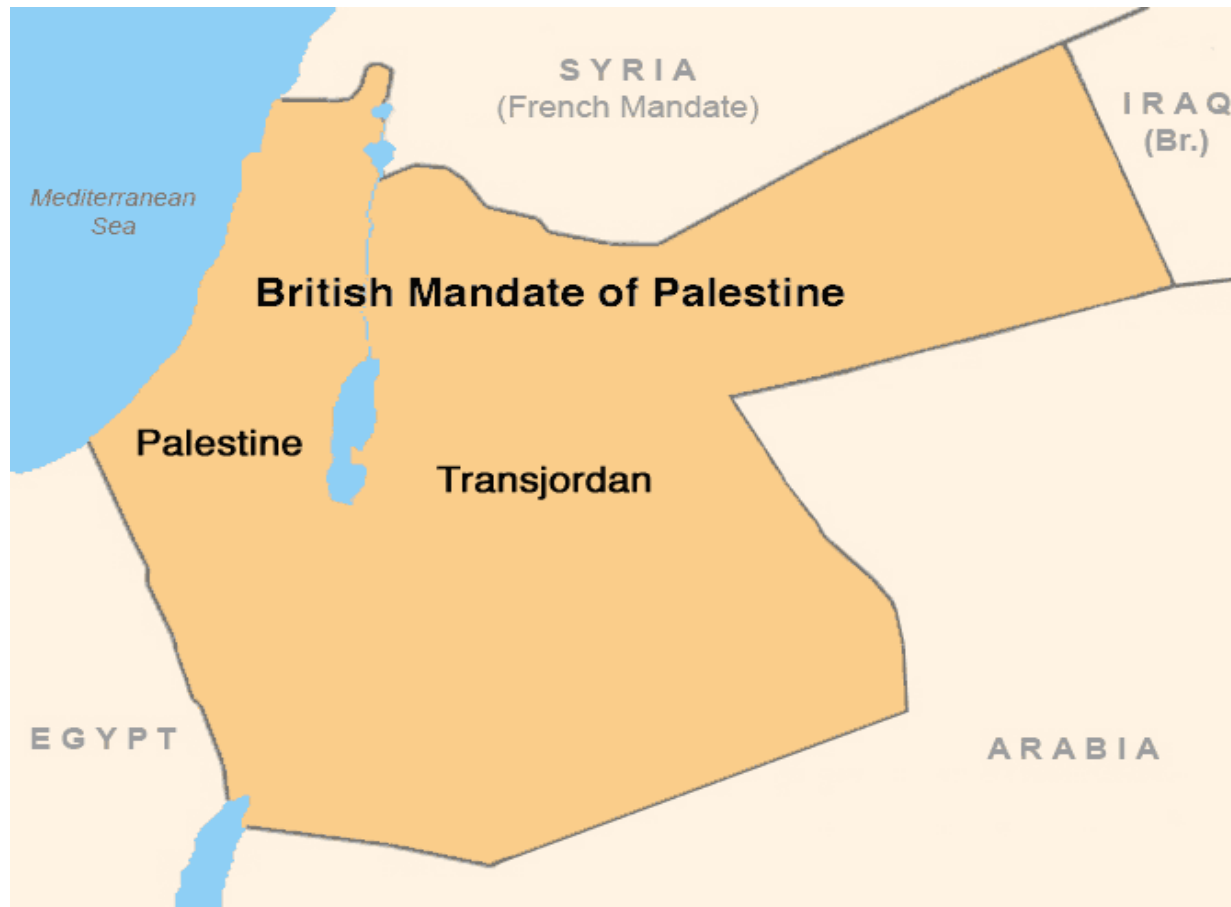 SYRIA
(French Mandate)
IRAQ
(Br.)
Mediterranean
Sea
British Mandate of Palestine
Palestine
Transjordan
EGYPT
ARABIA